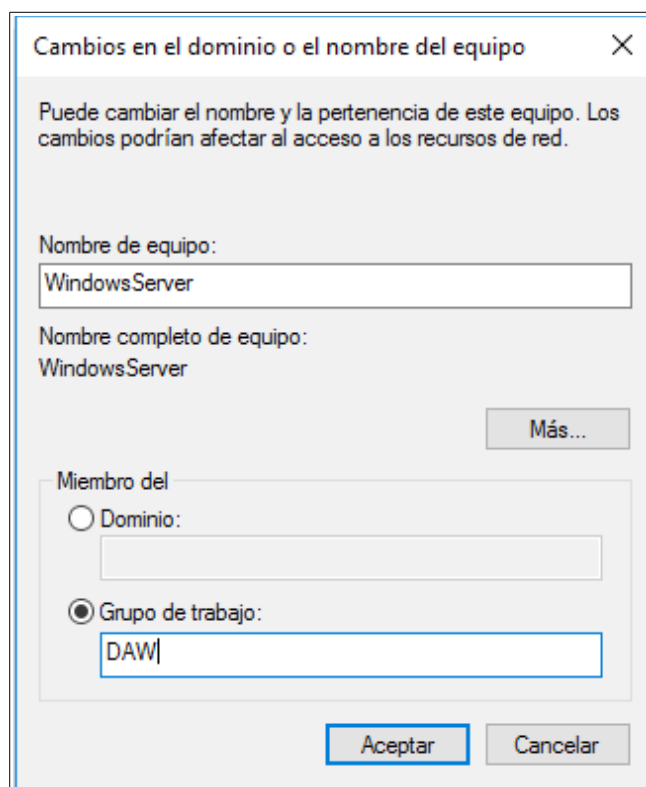 Cambios en el dominio o el nombre del equipo
Puede cambiar el nombre y la pertenencia de este equipo. Los
cambios podrían afectar al acceso a los recursos de red.
Nombre de equipo:
WindowsServer
Nombre completo de equipo:
WindowsServer
Más...
Miembro del
Dominio:
Grupo de trabajo:
DAW
Aceptar Cancelar